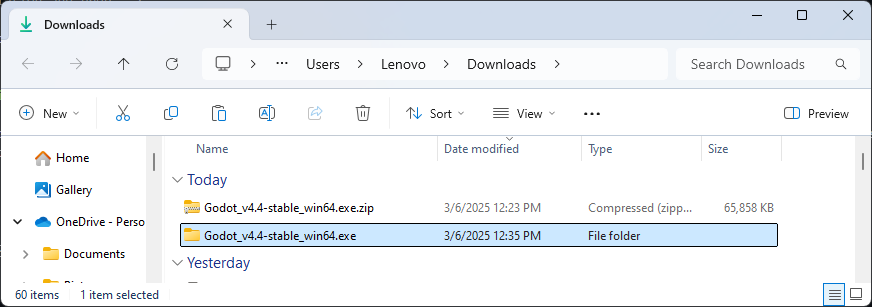 Downloads
Users Lenovo Downloads Search Downloads
New Sort View Preview
Home
Gallery
OneDrive - Perso
Documents
Name Date modified Type Size
Today
Godot_v4.4-stable_win64.exe.zip 3/6/2025 12:23 PM Compressed (zipp... 65,858 KB
Godot_v4.4-stable_win64.exe 3/6/2025 12:35 PM File folder
Yesterday
60 items 1 item selected